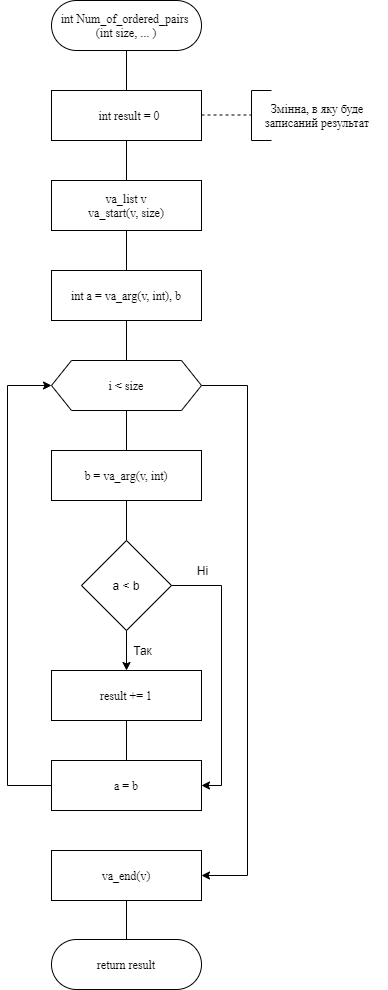 int Num_of_ordered_pairs
(int size, ... )
int result = 0
Змінна, в яку буде
записаний результат
va_list v
va_start(v, size)
int a = va_arg(v, int), b
i < size
b = va_arg(v, int)
a < b
Ні
Так
result += 1
a = b
va_end(v)
return result